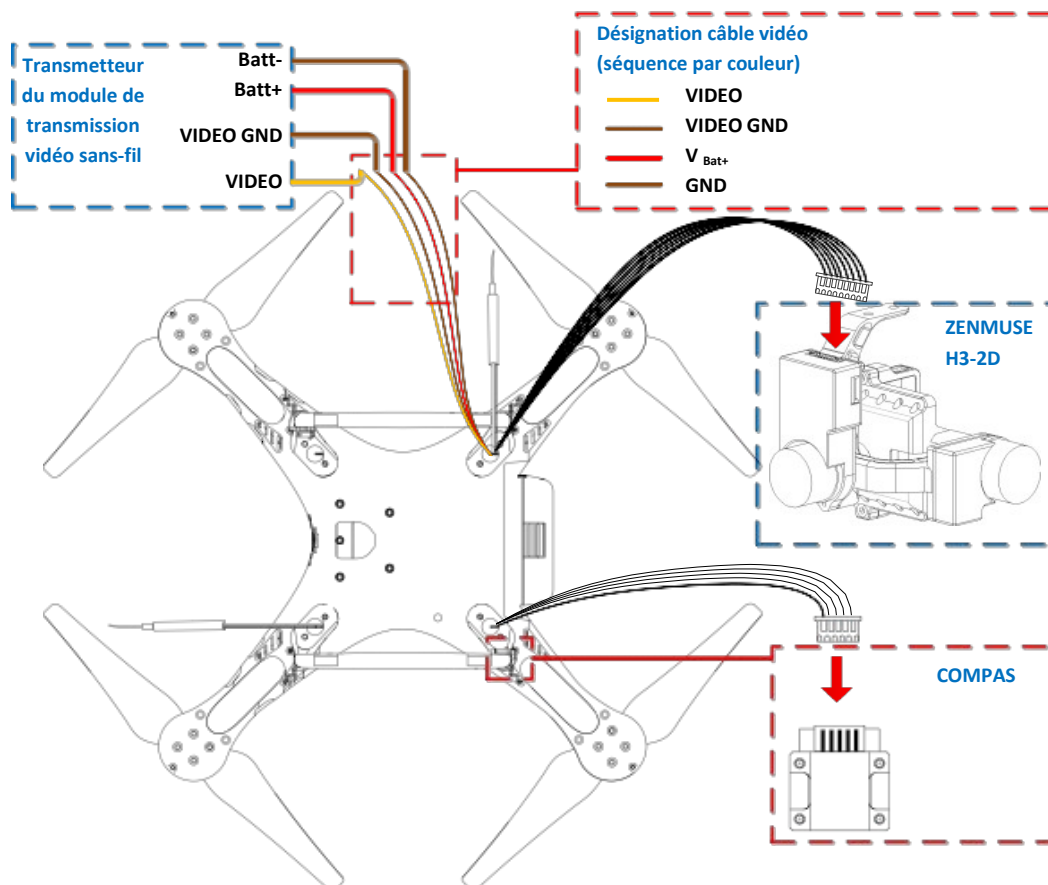 Transmetteur
du module de
transmission
vidéo sans-fil
Batt-
Batt+
VIDEO GND
VIDEO
Désignation câble vidéo
(séquence par couleur)
VIDEO
VIDEO GND
V Bat+
GND
ZENMUSE
H3-2D
COMPAS